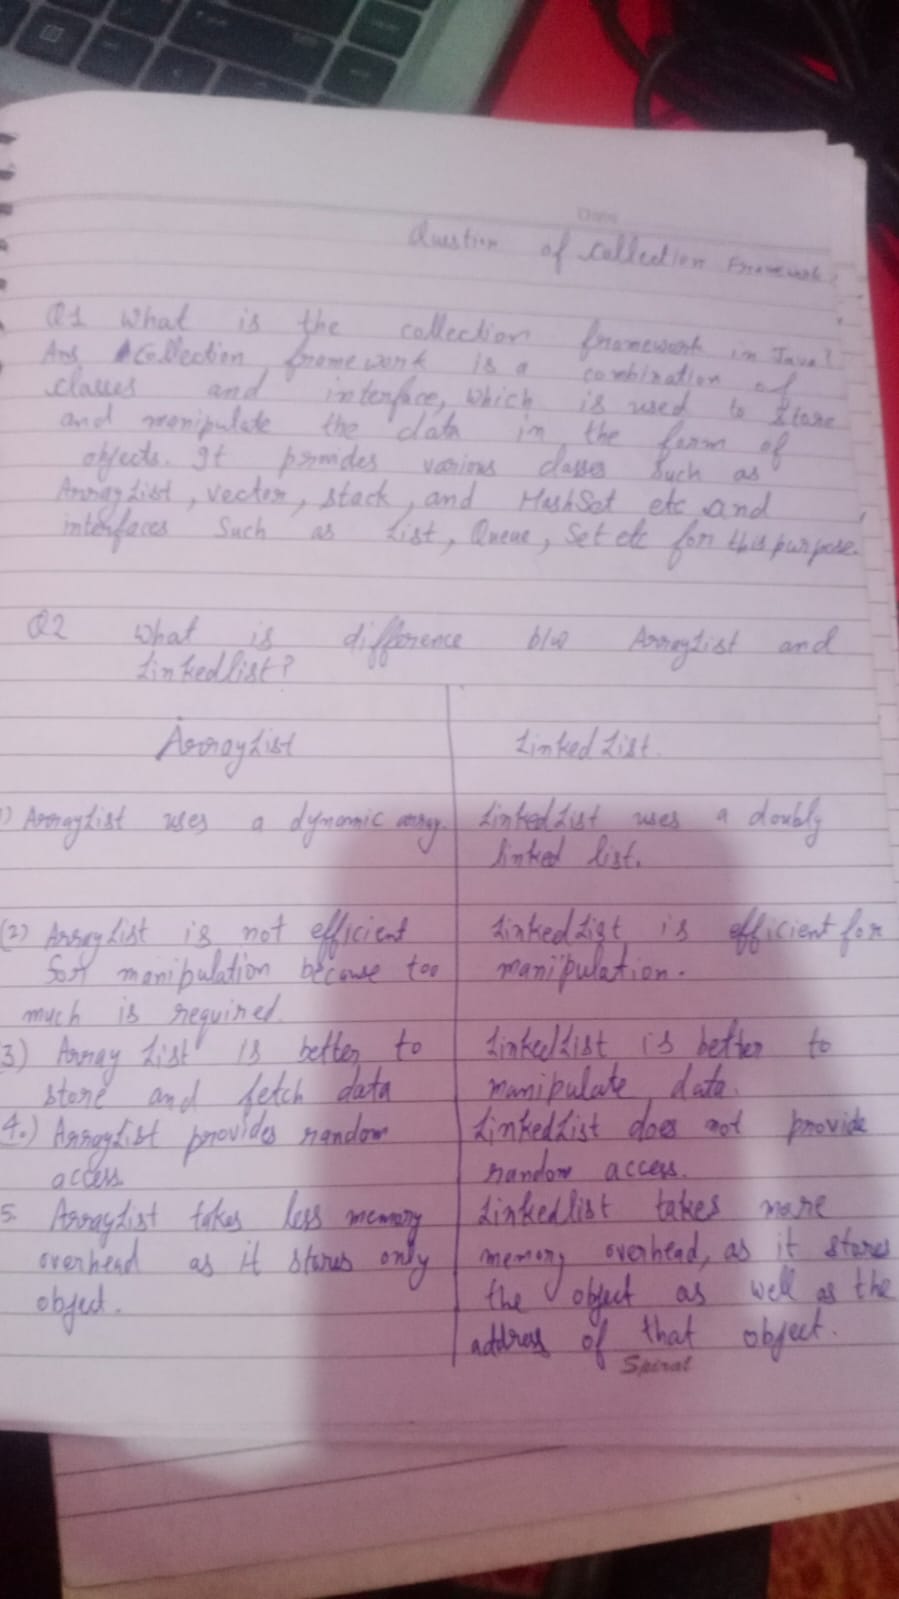 Date
Question of collection Framework?
Q1 What is the collection framework in Java?
Ans Collection framework is a combination of
classes and interface, which is used to store
and manipulate the data in the form of
objects. It provides various classes such as
ArrayList, vector, stack, and HashSet etc and
interfaces Such as List, Queue, Set etc for this purpose.
Q2 What is difference b/w ArrayList and
Linkedlist?
ArrayList
1) ArrayList uses a dynamic array.
(2) ArrayList is not efficient
for manipulation because too
much is required.
3) Array List is better to
store and fetch data
4.) ArrayList provides random
access
5. ArrayList takes less memory
overhead as it stores only
object.
Linked List.
LinkedList uses a doubly
linked list.
LinkedList is efficient for
manipulation.
LinkedList is better to
manipulate data.
LinkedList does not provide
random access.
Linkedlist takes more
memory overhead, as it stores
the object as well as the
address of that object.
Spiral